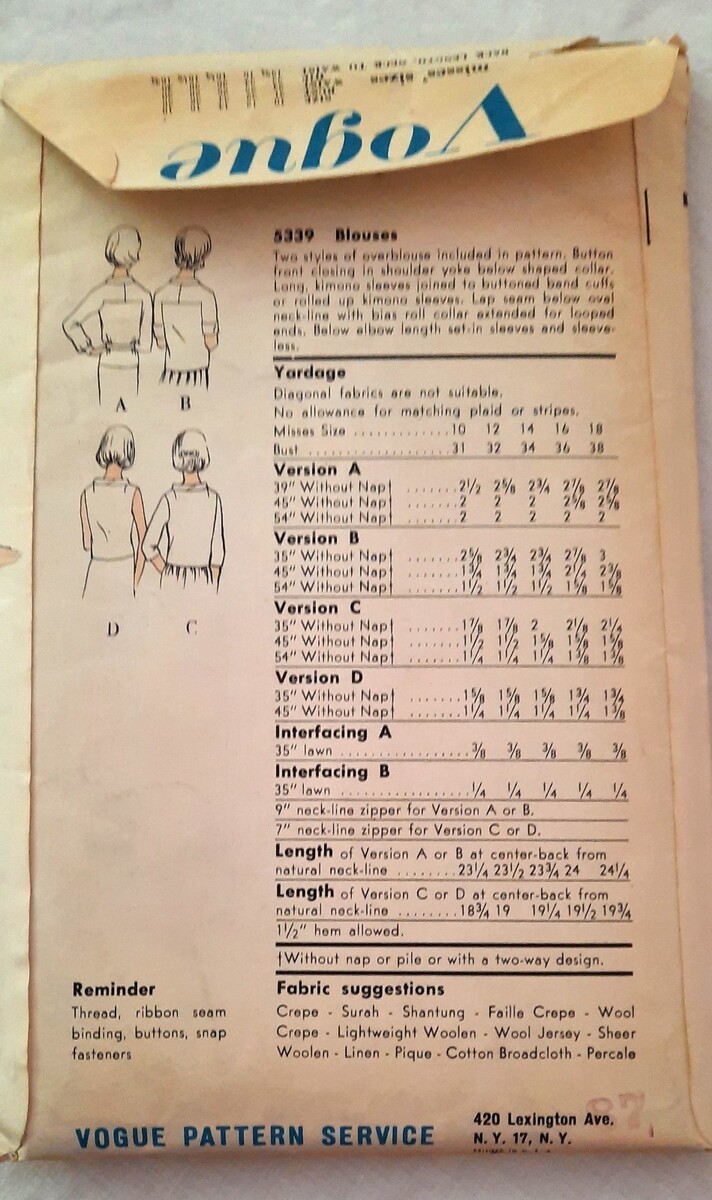 Vogue
misses' sizes
5339 Blouses
Two styles of overblouse included in pattern. Button
front closing in shoulder yoke below shaped collar.
Long, kimono sleeves joined to buttoned band cuffs
or rolled up kimono sleeves. Lap seam below oval
neck-line with bias roll collar extended for looped
ends. Below elbow length set-in sleeves and sleeve-
less.
Yardage
Diagonal fabrics are not suitable.
No allowance for matching plaid or stripes.
Misses Size ............ 10 12 14 16 18
Bust .................. 31 32 34 36 38
Version A
39" Without Nap† ....... 2½ 2⅝ 2¾ 2⅞ 2⅞
45" Without Nap† ....... 2 2 2 2⅝ 2⅝
54" Without Nap† ....... 2 2 2 2 2
Version B
35" Without Nap† ....... 2⅝ 2¾ 2¾ 2⅞ 3
45" Without Nap† ....... 1¾ 1¾ 1¾ 2¼ 2⅜
54" Without Nap† ....... 1½ 1½ 1½ 1⅝ 1⅝
Version C
35" Without Nap† ....... 1⅞ 1⅞ 2 2⅛ 2¼
45" Without Nap† ....... 1½ 1½ 1⅝ 1⅝ 1⅝
54" Without Nap† ....... 1¼ 1¼ 1¼ 1⅜ 1⅜
Version D
35" Without Nap† ....... 1⅝ 1⅝ 1⅝ 1¾ 1¾
45" Without Nap† ....... 1¼ 1¼ 1¼ 1¼ 1⅜
Interfacing A
35" lawn ................ ⅜ ⅜ ⅜ ⅜ ⅜
Interfacing B
35" lawn ................ ¼ ¼ ¼ ¼ ¼
9" neck-line zipper for Version A or B.
7" neck-line zipper for Version C or D.
Length of Version A or B at center-back from
natural neck-line ........ 23¼ 23½ 23¾ 24 24¼
Length of Version C or D at center-back from
natural neck-line ........ 18¾ 19 19¼ 19½ 19¾
1½" hem allowed.
†Without nap or pile or with a two-way design.
A
B
D
C
Reminder
Thread, ribbon seam
binding, buttons, snap
fasteners
Fabric suggestions
Crepe - Surah - Shantung - Faille Crepe - Wool
Crepe - Lightweight Woolen - Wool Jersey - Sheer
Woolen - Linen - Pique - Cotton Broadcloth - Percale
VOGUE PATTERN SERVICE
420 Lexington Ave.
N. Y. 17, N. Y.
87